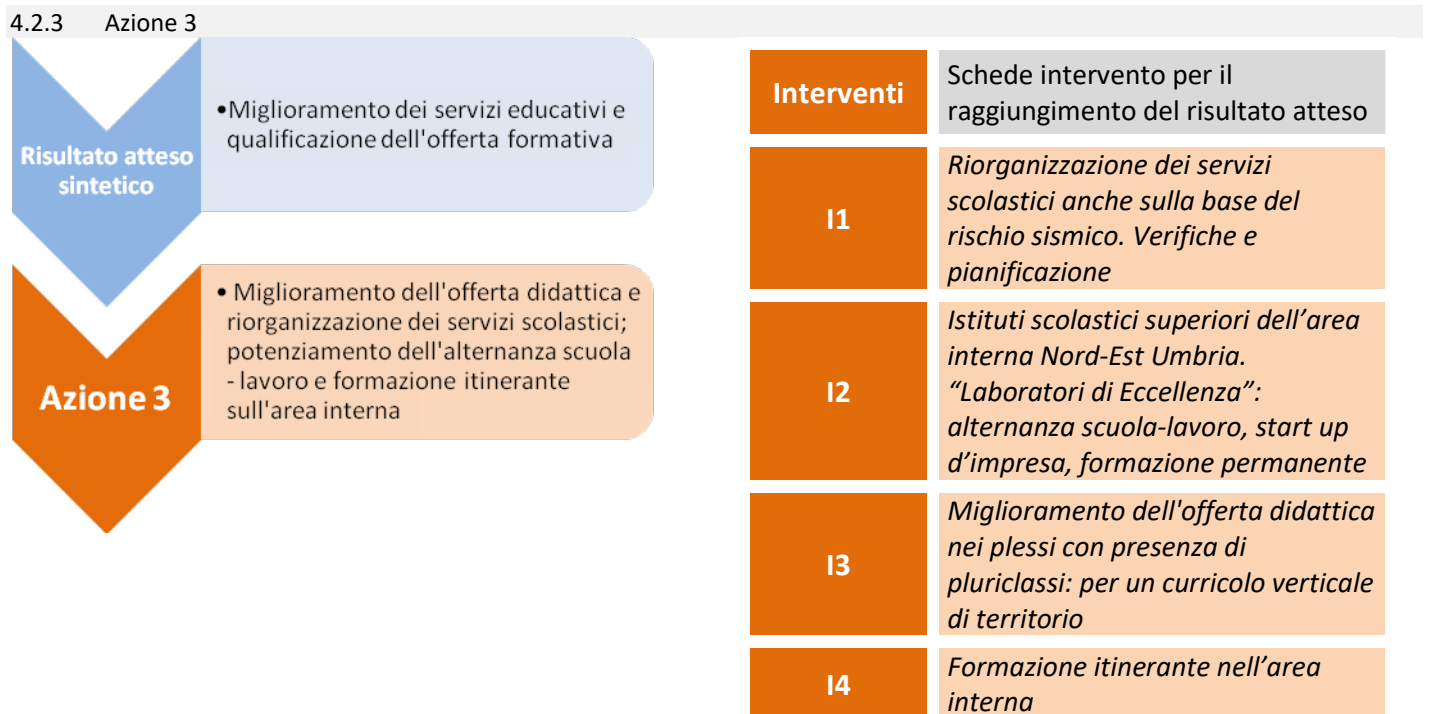 4.2.3 Azione 3
Risultato atteso
sintetico
•Miglioramento dei servizi educativi e
qualificazione dell'offerta formativa
Azione 3
• Miglioramento dell'offerta didattica e
riorganizzazione dei servizi scolastici;
potenziamento dell'alternanza scuola
- lavoro e formazione itinerante
sull'area interna
Interventi
Schede intervento per il
raggiungimento del risultato atteso
I1
Riorganizzazione dei servizi
scolastici anche sulla base del
rischio sismico. Verifiche e
pianificazione
I2
Istituti scolastici superiori dell’area
interna Nord-Est Umbria.
“Laboratori di Eccellenza”:
alternanza scuola-lavoro, start up
d’impresa, formazione permanente
I3
Miglioramento dell'offerta didattica
nei plessi con presenza di
pluriclassi: per un curricolo verticale
di territorio
I4
Formazione itinerante nell’area
interna